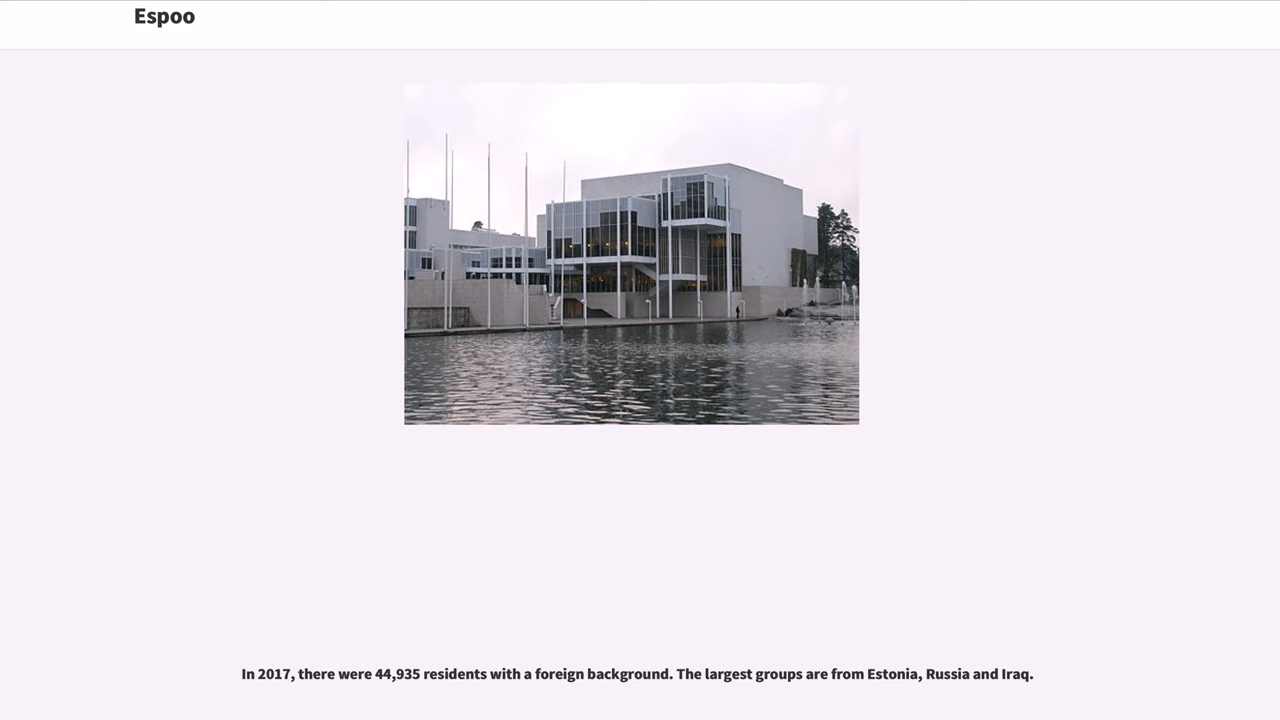 Espoo
In 2017, there were 44,935 residents with a foreign background. The largest groups are from Estonia, Russia and Iraq.